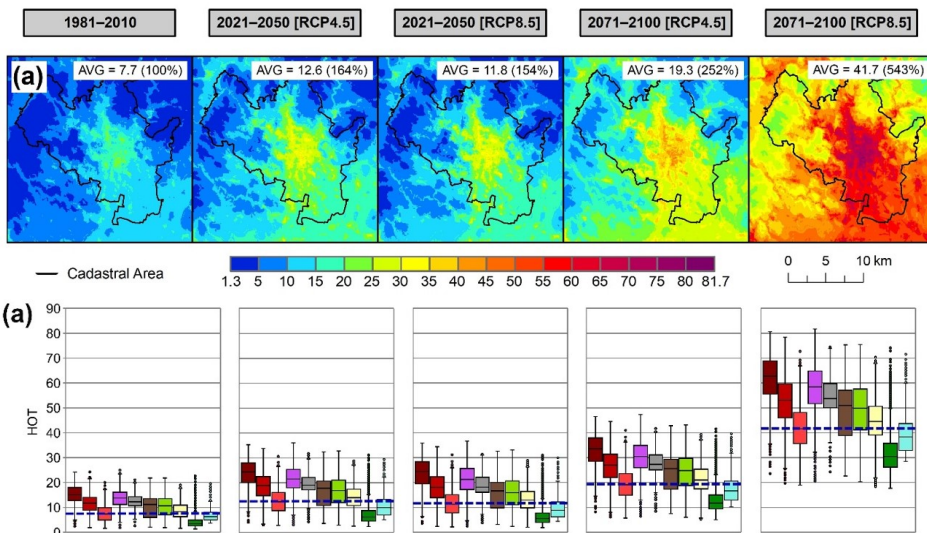 1981–2010 2021–2050 [RCP4.5] 2021–2050 [RCP8.5] 2071–2100 [RCP4.5] 2071–2100 [RCP8.5]
(a) AVG = 7.7 (100%) AVG = 12.6 (164%) AVG = 11.8 (154%) AVG = 19.3 (252%) AVG = 41.7 (543%)
Cadastral Area
1.3 5 10 15 20 25 30 35 40 45 50 55 60 65 70 75 80 81.7
0 5 10 km
(a)
HOT
90
80
70
60
50
40
30
20
10
0